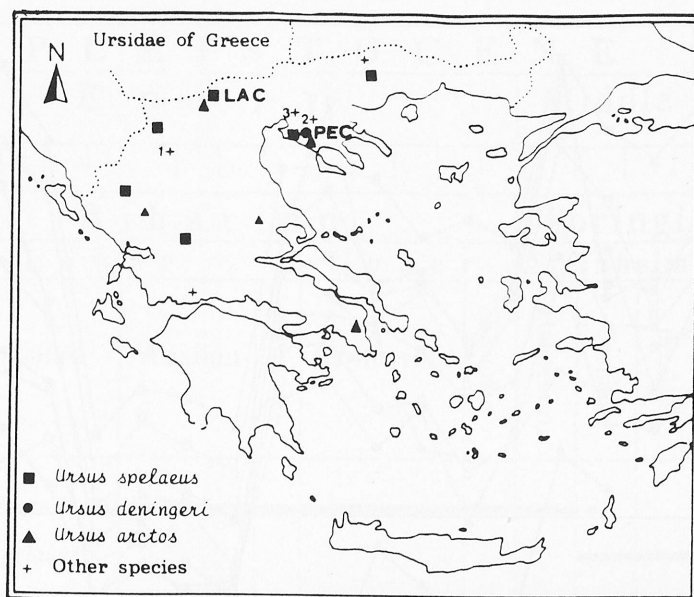 Ursidae of Greece
N
+
LAC
3+ 2+
PEC
1+
+
Ursus spelaeus
Ursus deningeri
Ursus arctos
+ Other species